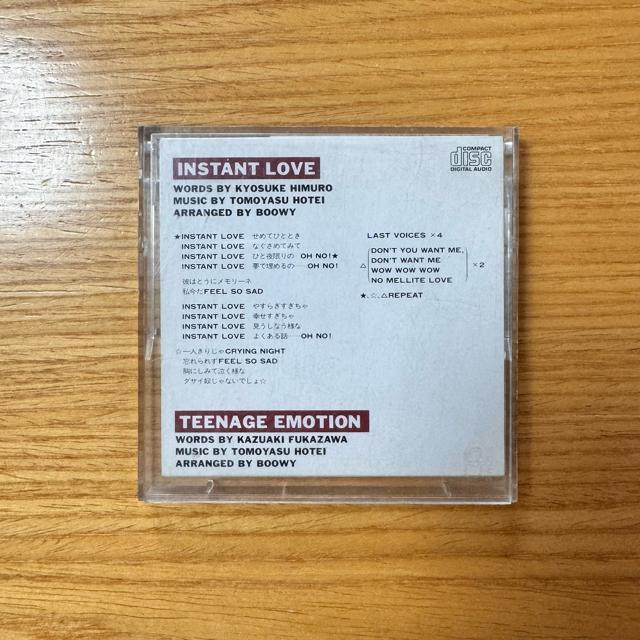 COMPACT
disc
DIGITAL AUDIO
INSTANT LOVE
WORDS BY KYOSUKE HIMURO
MUSIC BY TOMOYASU HOTEI
ARRANGED BY BOOWY
★INSTANT LOVE せめてひととき
INSTANT LOVE なぐさめてみて
INSTANT LOVE ひと夜限りの OH NO!★
INSTANT LOVE 夢で埋めるの─OH NO!
彼はとうにメモリーネ
私今だFEEL SO SAD
INSTANT LOVE やすらぎすぎちゃ
INSTANT LOVE 幸せすぎちゃ
INSTANT LOVE 見うしなう様な
INSTANT LOVE よくある話─OH NO!
☆一人きりじゃCRYING NIGHT
忘れられずFEEL SO SAD
胸にしみて泣く様な
グサイ奴じゃないでしょ☆
LAST VOICES ×4
△(DON'T YOU WANT ME,
DON'T WANT ME
WOW WOW WOW
NO MELLITE LOVE)×2
★,☆,△REPEAT
TEENAGE EMOTION
WORDS BY KAZUAKI FUKAZAWA
MUSIC BY TOMOYASU HOTEI
ARRANGED BY BOOWY